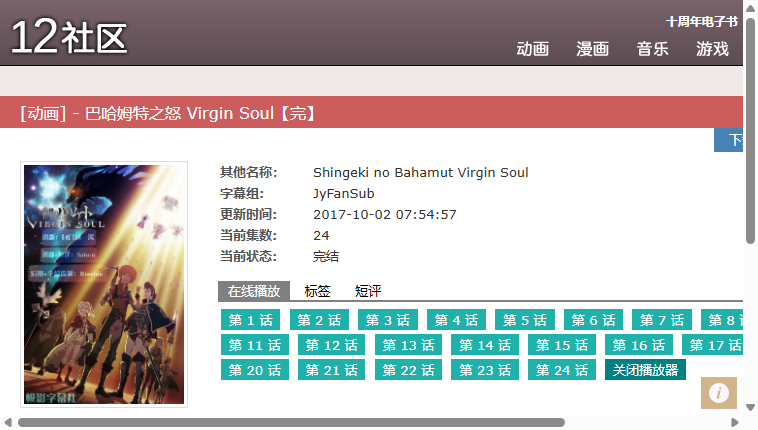 十周年电子书
12社区
动画 漫画 音乐 游戏
[动画] - 巴哈姆特之怒 Virgin Soul【完】
其他名称: Shingeki no Bahamut Virgin Soul
字幕组: JyFanSub
更新时间: 2017-10-02 07:54:57
当前集数: 24
当前状态: 完结
VIRGIN SOUL
在线播放 标签 短评
第 1 话 第 2 话 第 3 话 第 4 话 第 5 话 第 6 话 第 7 话 第 8
第 11 话 第 12 话 第 13 话 第 14 话 第 15 话 第 16 话 第 17 话
第 20 话 第 21 话 第 22 话 第 23 话 第 24 话 关闭播放器